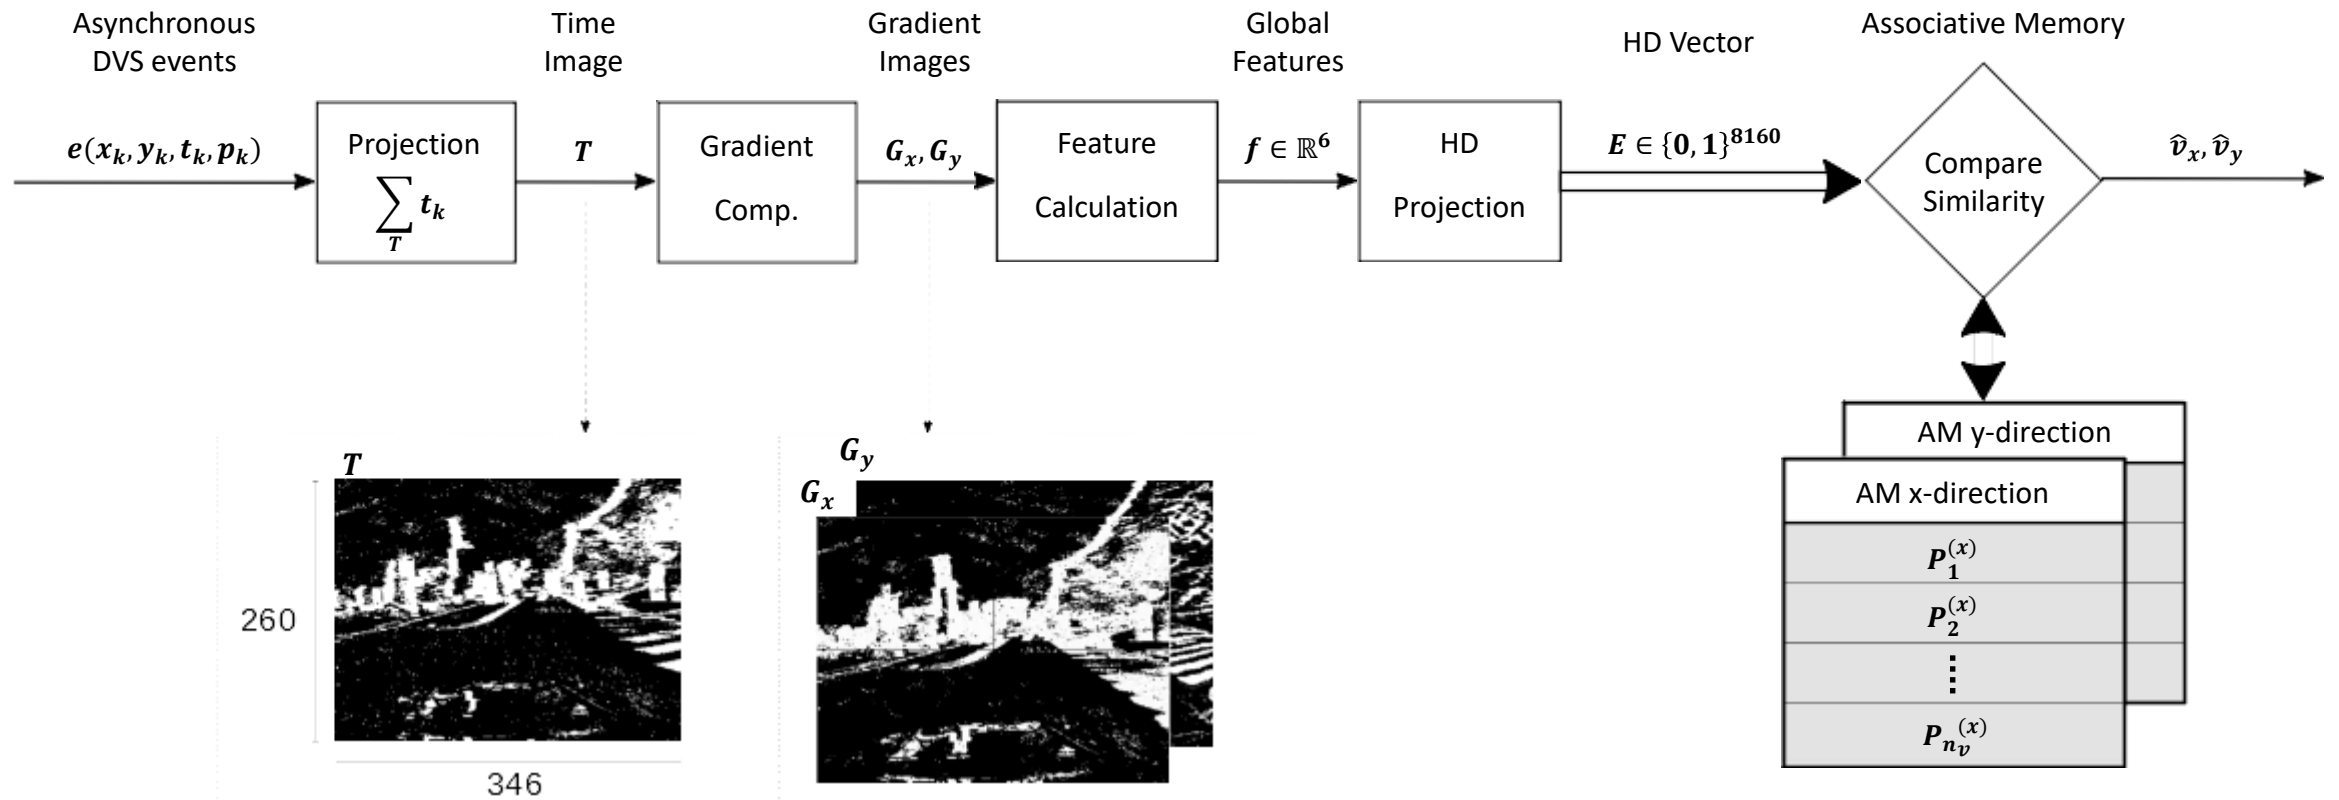 Asynchronous
DVS events
Time
Image
Gradient
Images
Global
Features
HD Vector
Associative Memory
e(x_k, y_k, t_k, p_k)
Projection
∑_T t_k
T
Gradient
Comp.
G_x, G_y
Feature
Calculation
f ∈ ℝ^6
HD
Projection
E ∈ {0, 1}^8160
Compare
Similarity
v̂_x, v̂_y
T
260
346
G_y
G_x
AM y-direction
AM x-direction
P_1^(x)
P_2^(x)
⋮
P_{n_v}^(x)